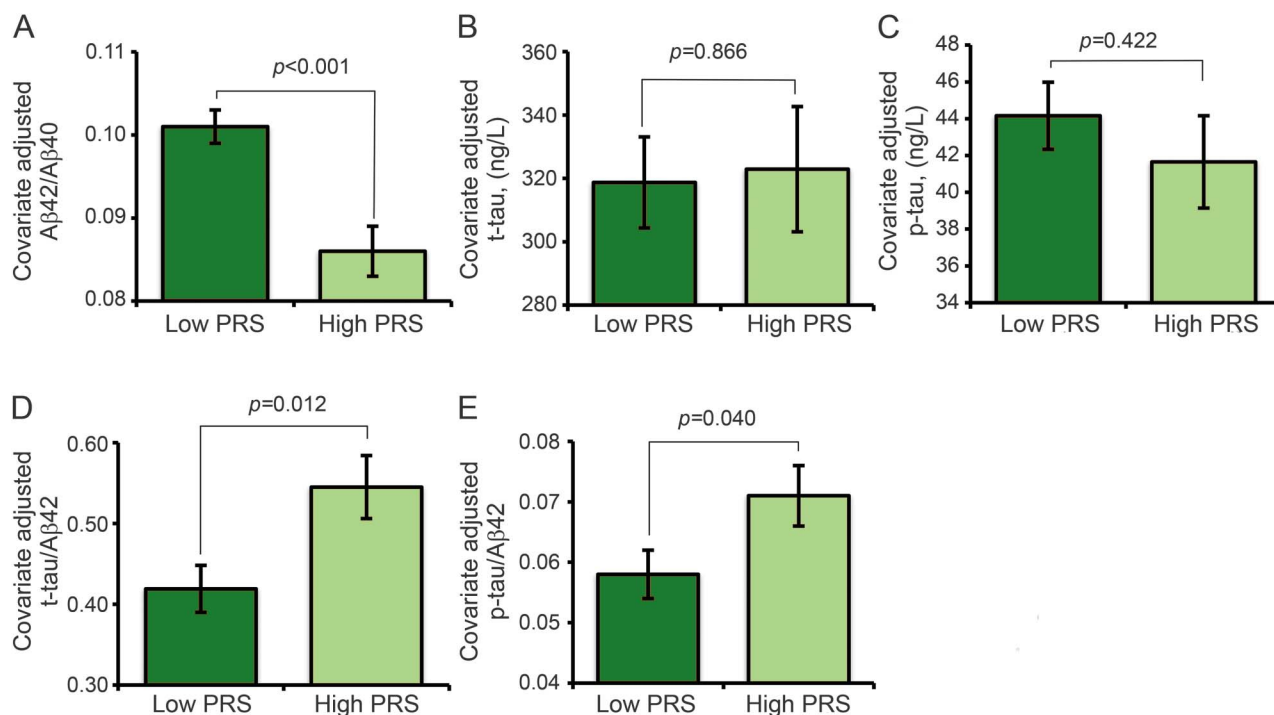 A
Covariate adjusted
Aβ42/Aβ40
0.11
0.10
0.09
0.08
p<0.001
Low PRS
High PRS
B
Covariate adjusted
t-tau, (ng/L)
360
340
320
300
280
p=0.866
Low PRS
High PRS
C
Covariate adjusted
p-tau, (ng/L)
48
46
44
42
40
38
36
34
p=0.422
Low PRS
High PRS
D
Covariate adjusted
t-tau/Aβ42
0.60
0.50
0.40
0.30
p=0.012
Low PRS
High PRS
E
Covariate adjusted
p-tau/Aβ42
0.08
0.07
0.06
0.05
0.04
p=0.040
Low PRS
High PRS